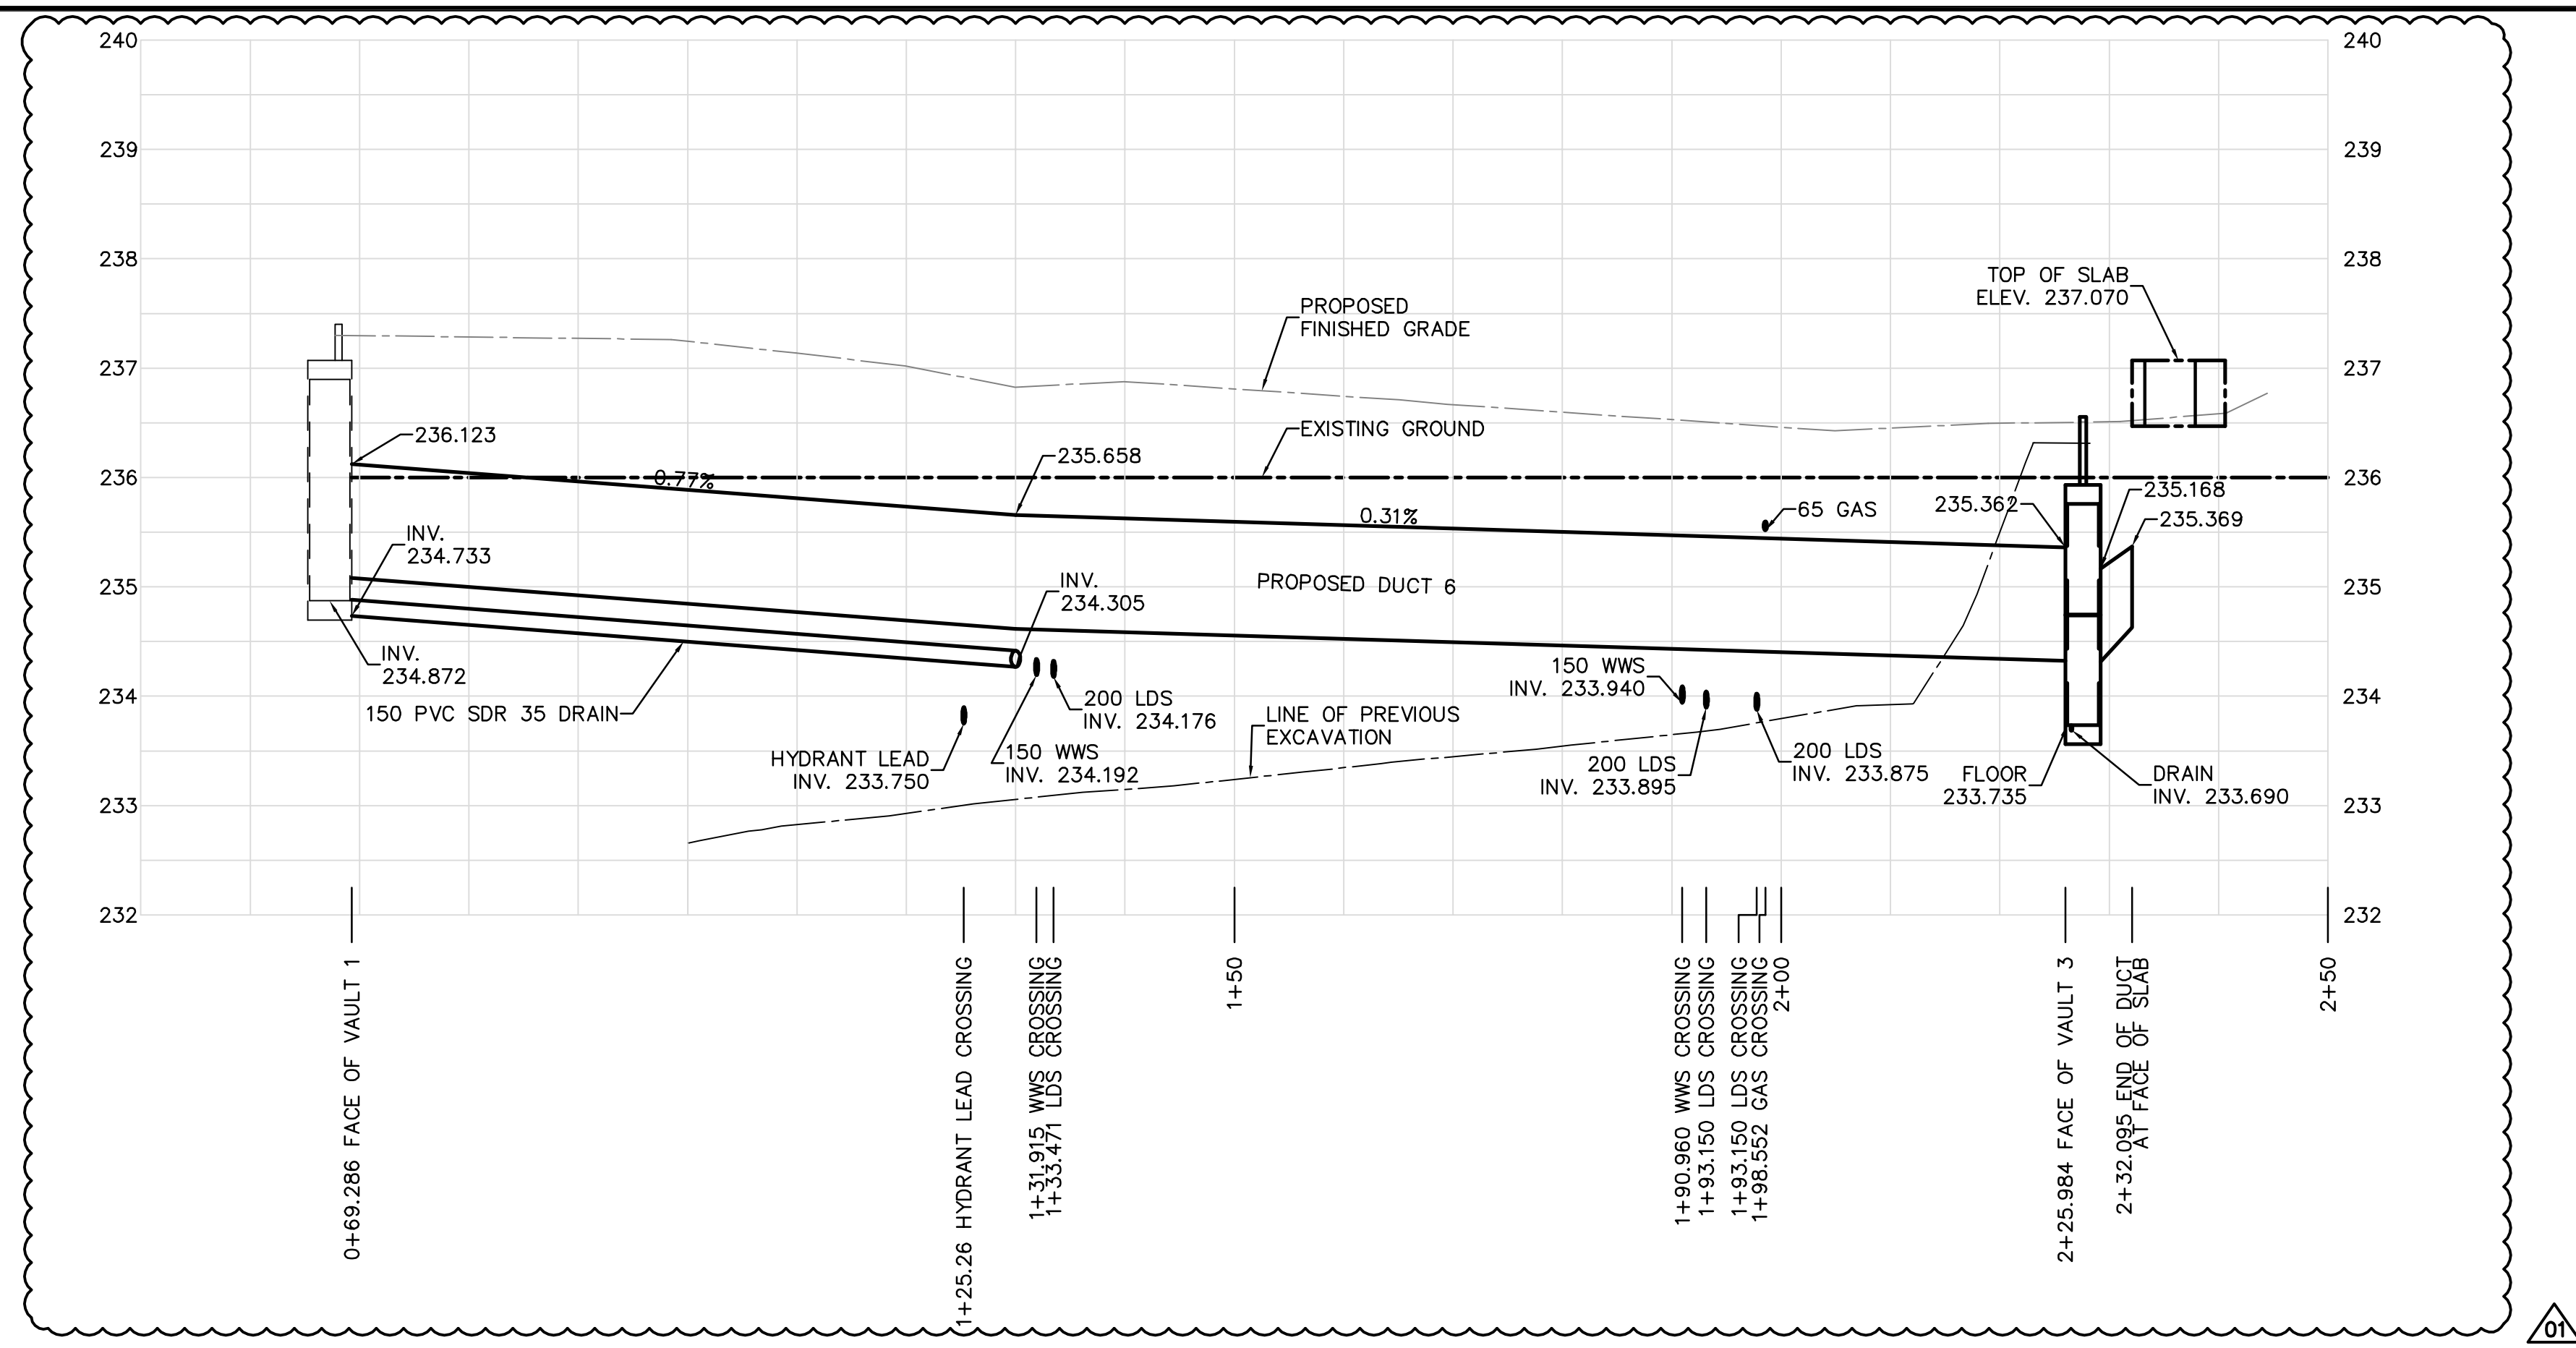 240
240
239
239
238
238
TOP OF SLAB
ELEV. 237.070
PROPOSED
FINISHED GRADE
237
237
236.123
EXISTING GROUND
235.658
0.77%
236
236
235.168
235.362
65 GAS
0.31%
235.369
INV.
234.733
INV.
234.305
235
PROPOSED DUCT 6
235
INV.
234.872
150 WWS
INV. 233.940
234
234
150 PVC SDR 35 DRAIN
200 LDS
INV. 234.176
LINE OF PREVIOUS
EXCAVATION
HYDRANT LEAD
INV. 233.750
150 WWS
INV. 234.192
200 LDS
INV. 233.895
200 LDS
INV. 233.875
FLOOR
233.735
DRAIN
INV. 233.690
233
233
232
232
0+69.286 FACE OF VAULT 1
1+25.26 HYDRANT LEAD CROSSING
1+31.915 WWS CROSSING
1+33.471 LDS CROSSING
1+50
1+90.960 WWS CROSSING
1+93.150 LDS CROSSING
1+93.150 LDS CROSSING
1+98.552 GAS CROSSING
2+00
2+25.984 FACE OF VAULT 3
2+32.095 END OF DUCT
AT FACE OF SLAB
2+50
01